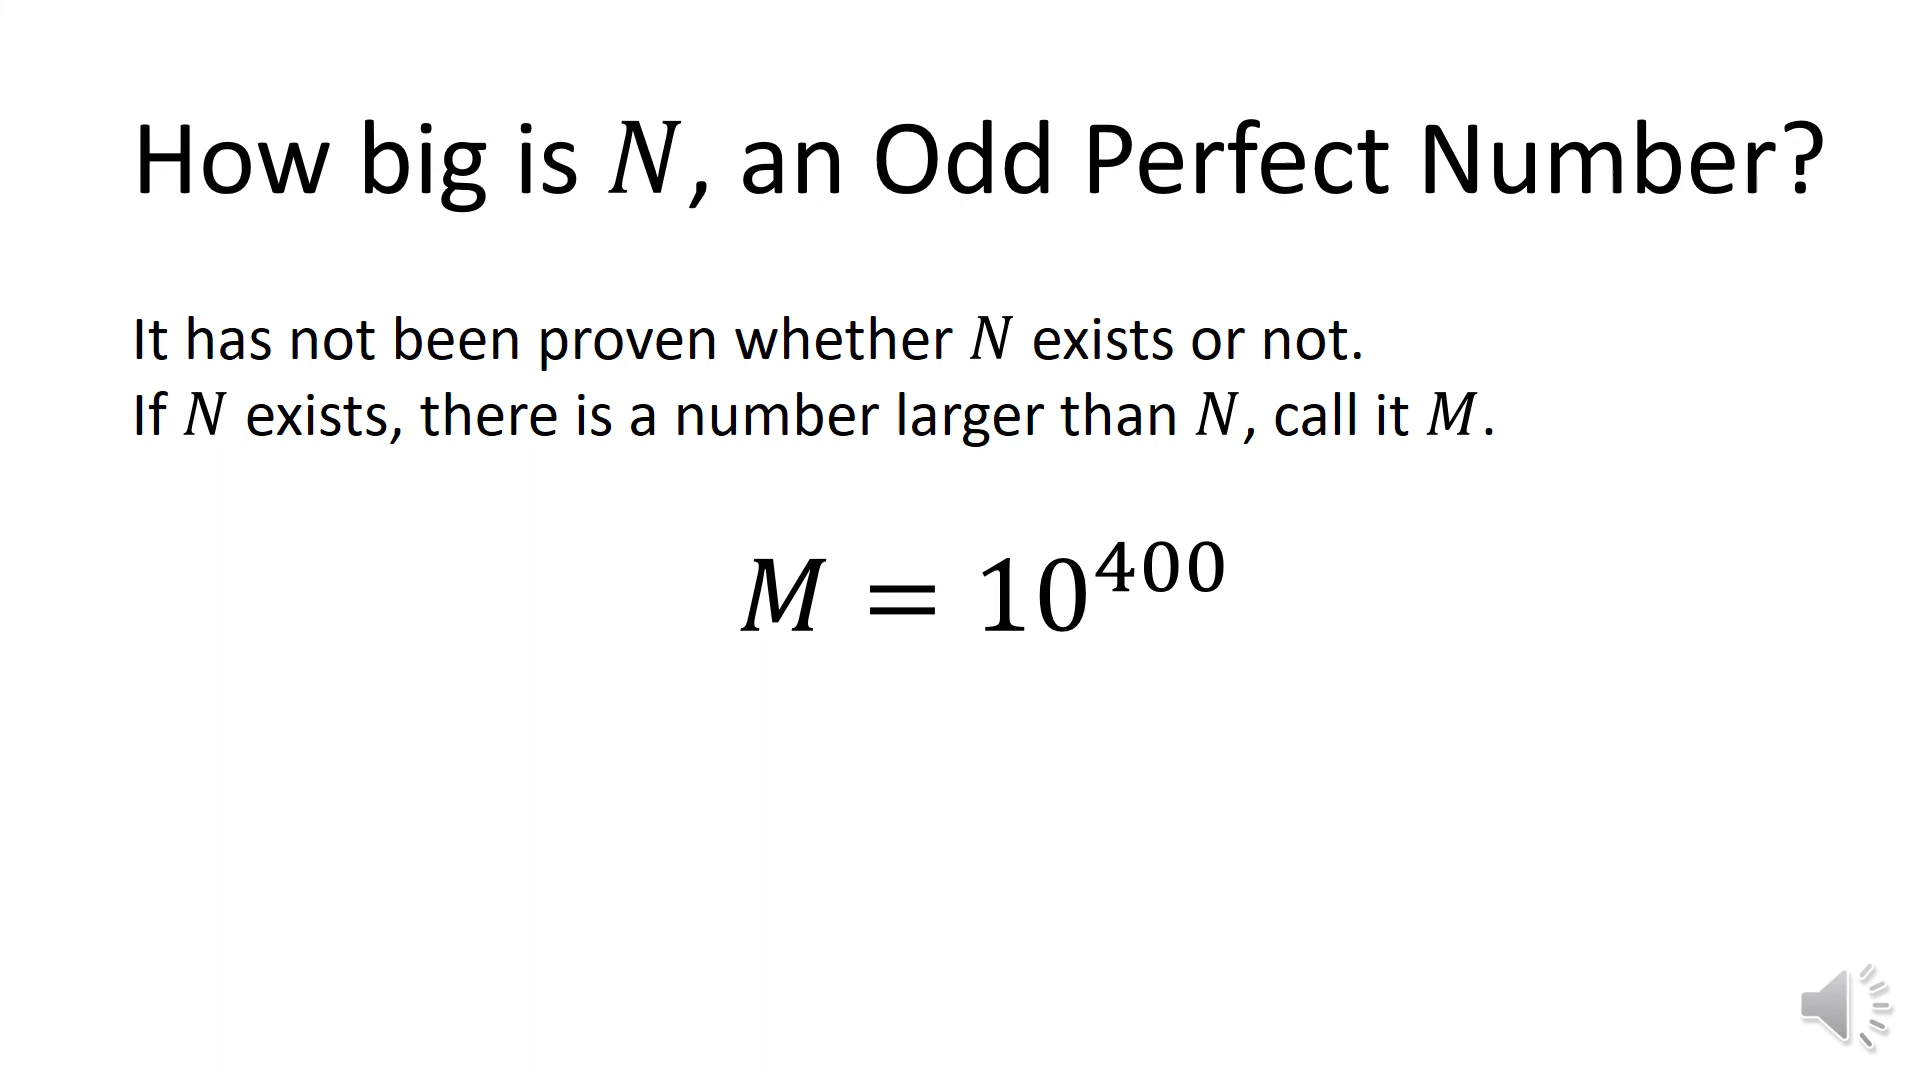 How big is N, an Odd Perfect Number?
It has not been proven whether N exists or not.
If N exists, there is a number larger than N, call it M.
M = 10^400